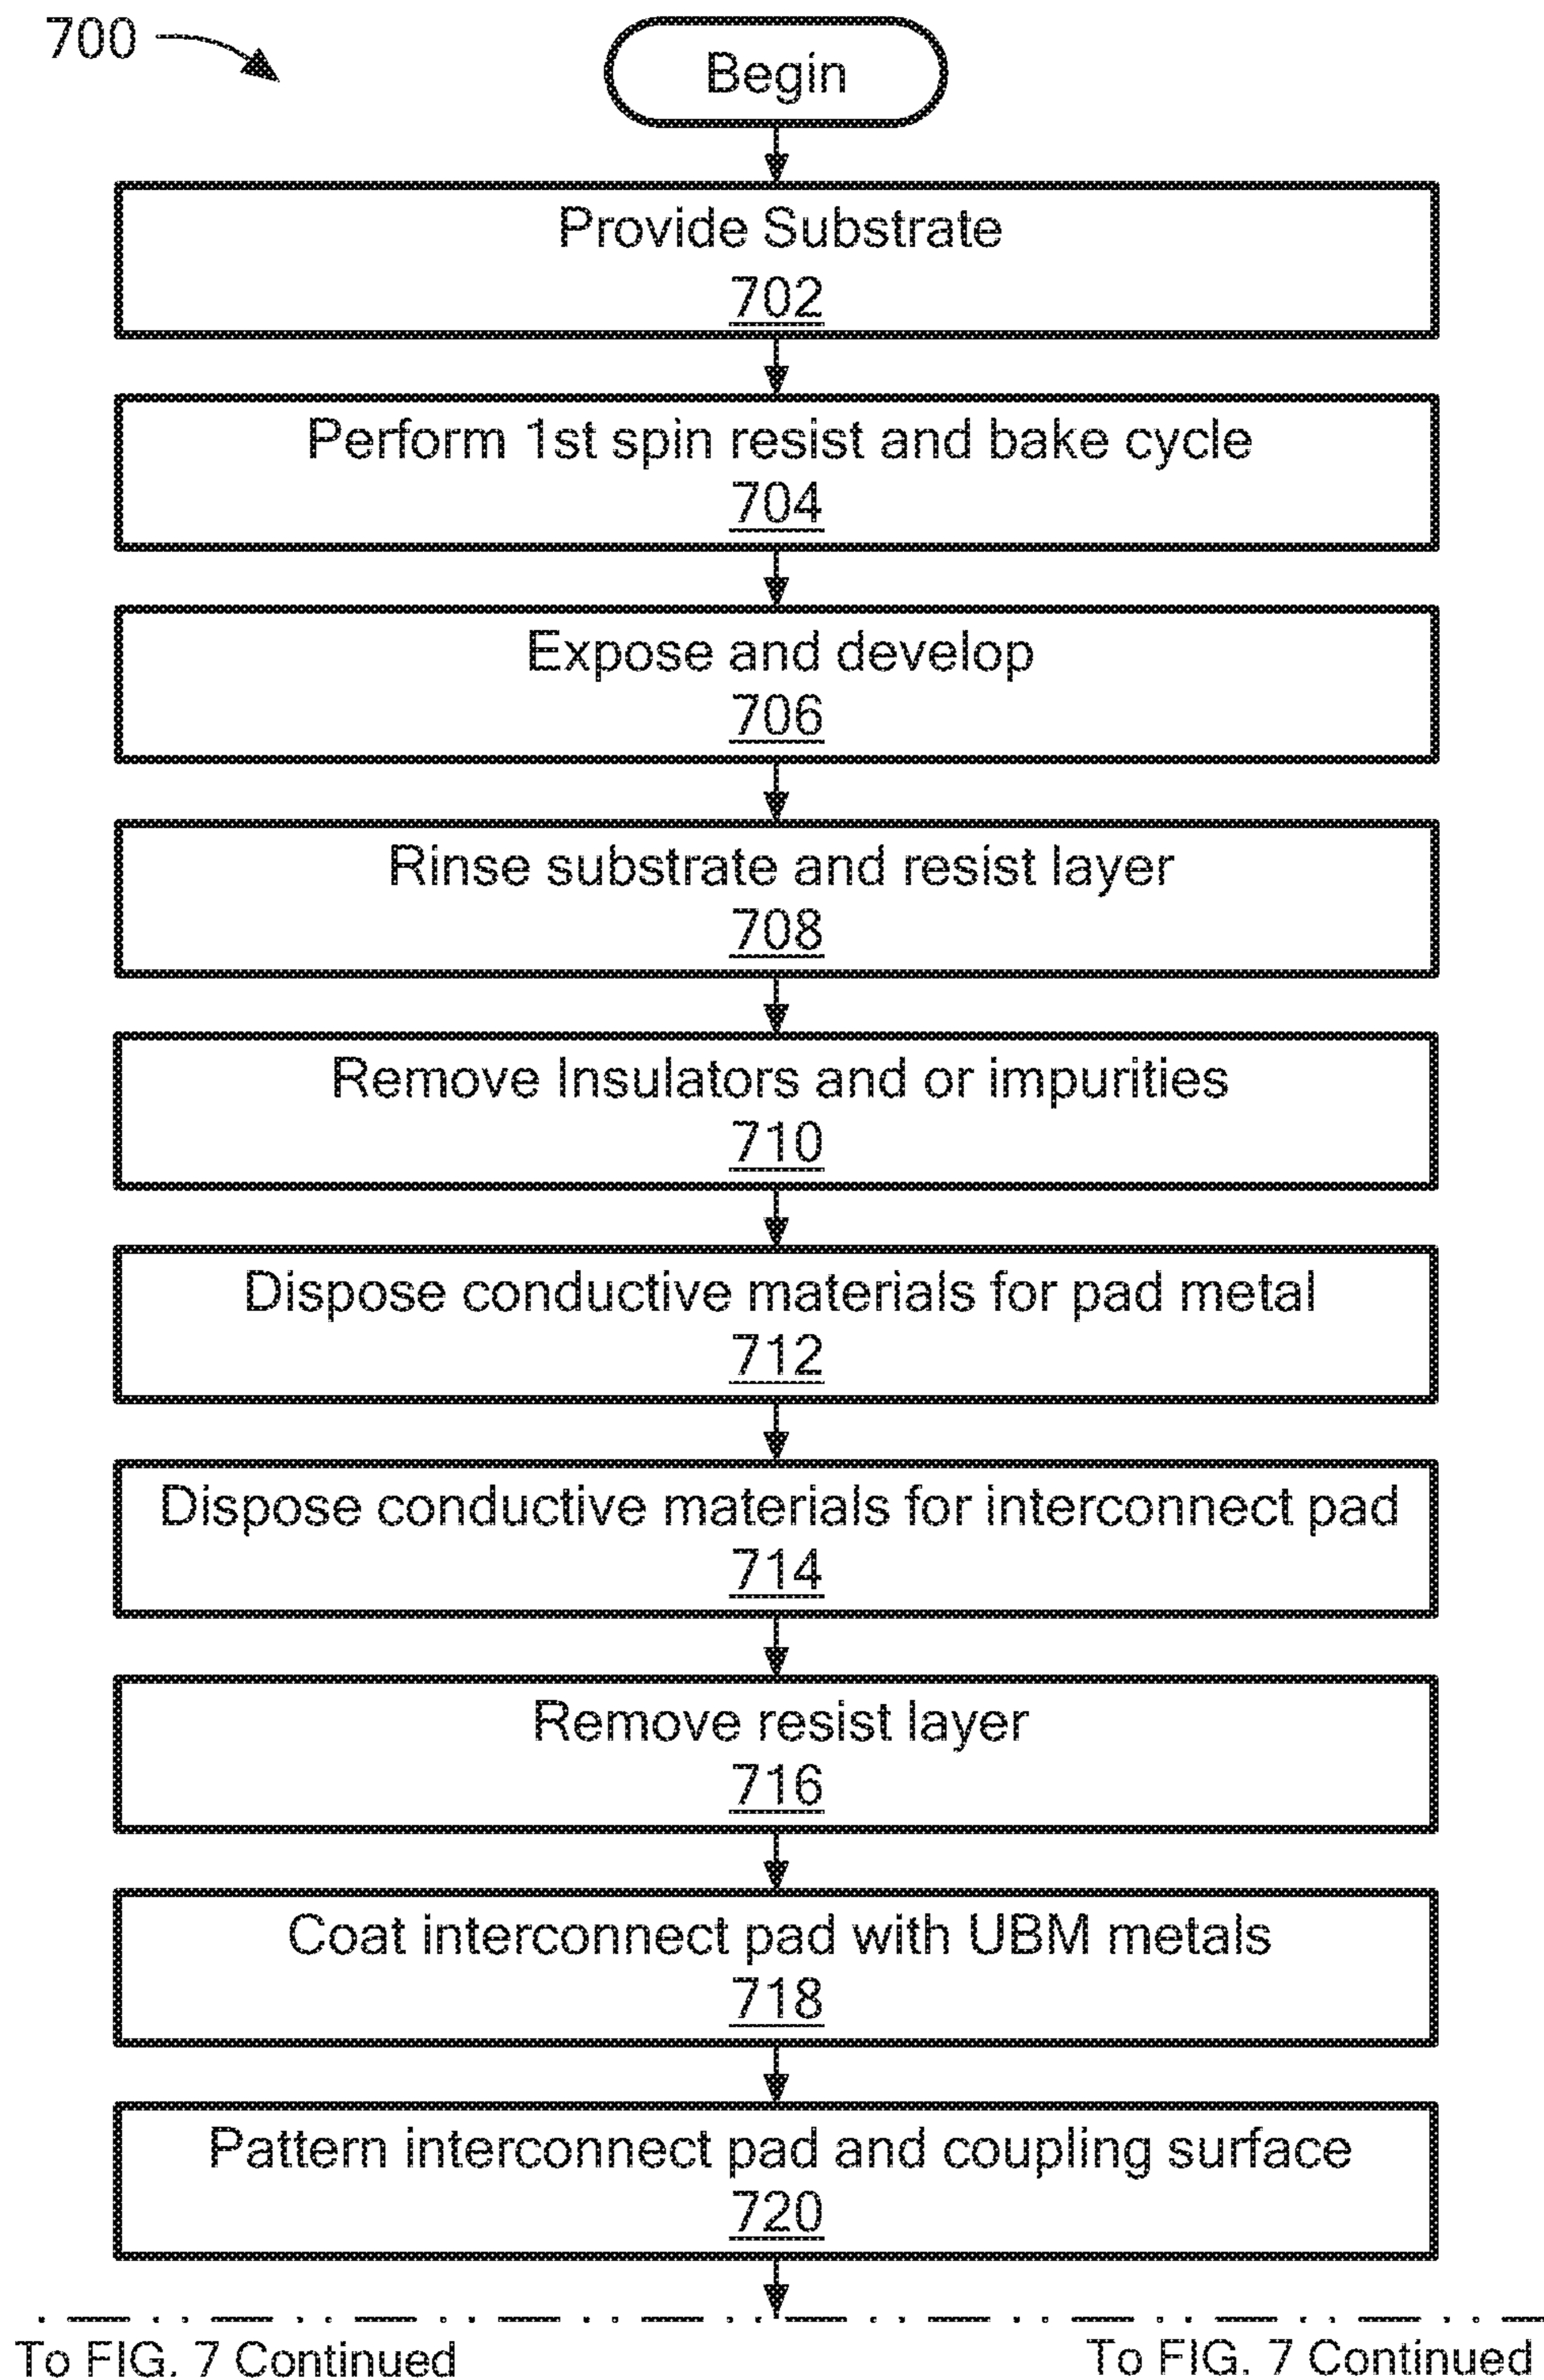 700
Begin
Provide Substrate
702
Perform 1st spin resist and bake cycle
704
Expose and develop
706
Rinse substrate and resist layer
708
Remove Insulators and or impurities
710
Dispose conductive materials for pad metal
712
Dispose conductive materials for interconnect pad
714
Remove resist layer
716
Coat interconnect pad with UBM metals
718
Pattern interconnect pad and coupling surface
720
To FIG. 7 Continued
To FIG. 7 Continued